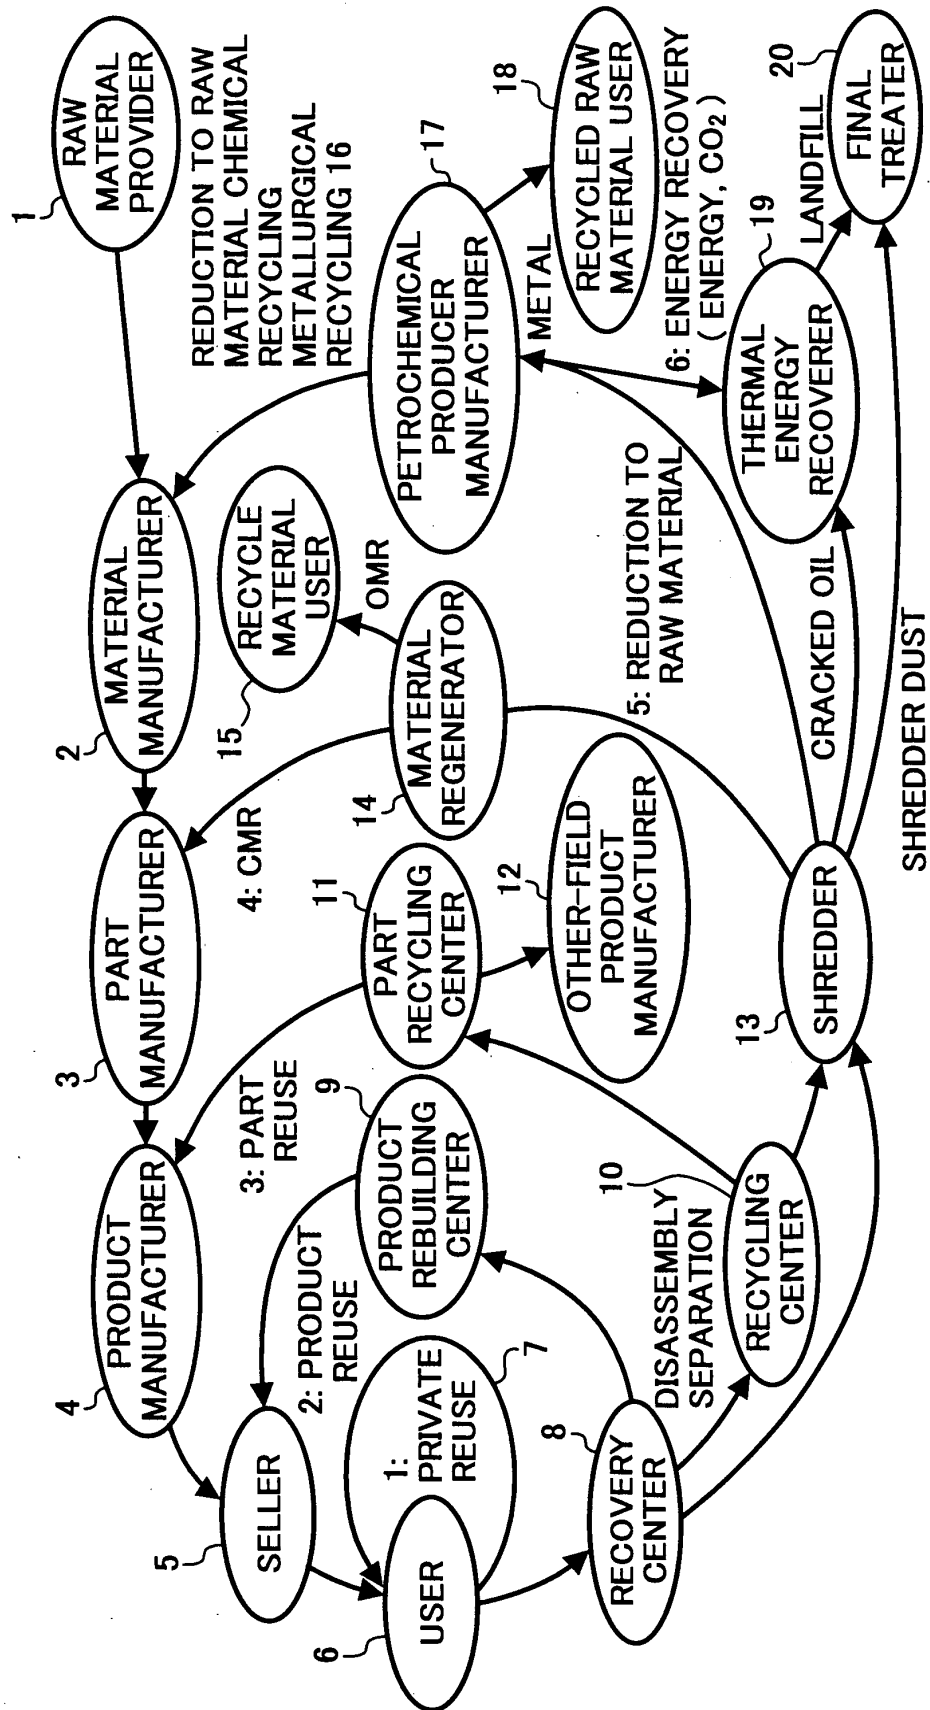 1
RAW
MATERIAL
PROVIDER
2
MATERIAL
MANUFACTURER
3
PART
MANUFACTURER
4
PRODUCT
MANUFACTURER
5
SELLER
6
USER
1: PRIVATE
REUSE
7
2: PRODUCT
REUSE
PRODUCT
REBUILDING
CENTER
9
3: PART
REUSE
11
PART
RECYCLING
CENTER
12
OTHER-FIELD
PRODUCT
MANUFACTURER
4: CMR
14
MATERIAL
REGENERATOR
OMR
15
RECYCLE
MATERIAL
USER
REDUCTION TO RAW
MATERIAL CHEMICAL
RECYCLING
METALLURGICAL
RECYCLING 16
17
PETROCHEMICAL
PRODUCER
MANUFACTURER
METAL
18
RECYCLED RAW
MATERIAL USER
8
RECOVERY
CENTER
DISASSEMBLY
SEPARATION
10
RECYCLING
CENTER
13
SHREDDER
5: REDUCTION TO
RAW MATERIAL
CRACKED OIL
SHREDDER DUST
6: ENERGY RECOVERY
( ENERGY, CO2 )
19
THERMAL
ENERGY
RECOVERER
LANDFILL
20
FINAL
TREATER